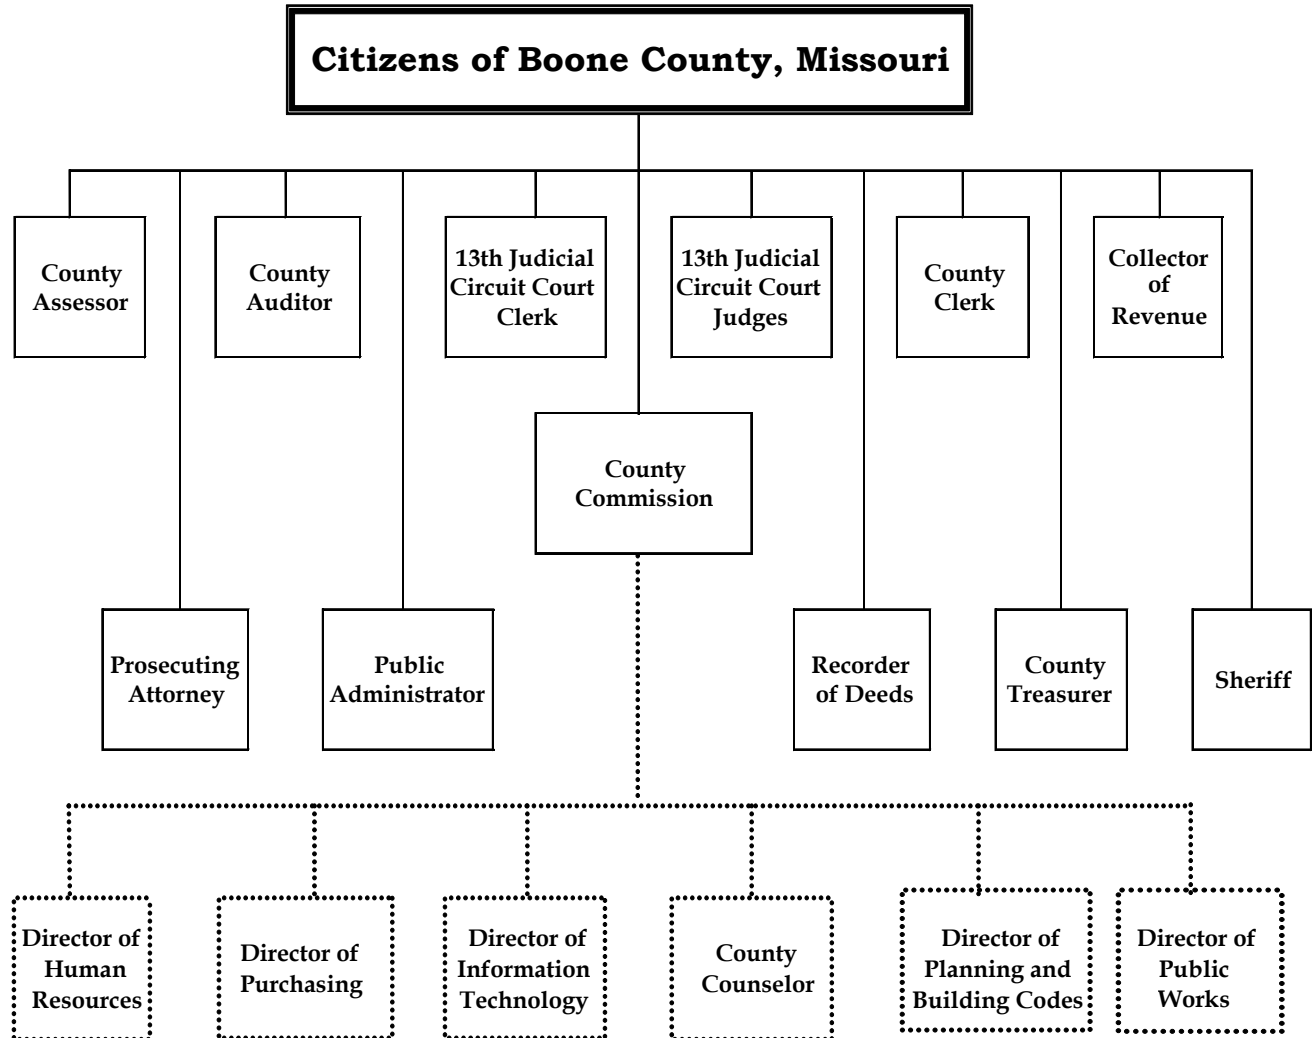 Citizens of Boone County, Missouri
County
Assessor
County
Auditor
13th Judicial
Circuit Court
Clerk
13th Judicial
Circuit Court
Judges
County
Clerk
Collector
of
Revenue
County
Commission
Prosecuting
Attorney
Public
Administrator
Recorder
of Deeds
County
Treasurer
Sheriff
Director of
Human
Resources
Director of
Purchasing
Director of
Information
Technology
County
Counselor
Director of
Planning and
Building Codes
Director of
Public
Works